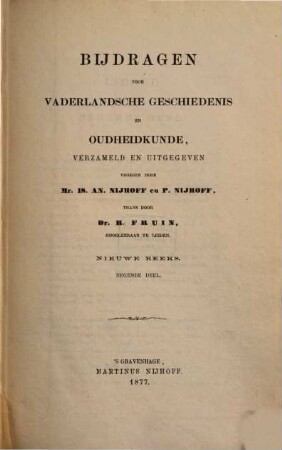 BIJDRAGEN
VOOR
VADERLANDSCHE GESCHIEDENIS
EN
OUDHEIDKUNDE,
VERZAMELD EN UITGEGEVEN
VROEGER DOOR
Mr. IS. AN. NIJHOFF en P. NIJHOFF,
THANS DOOR
Dr. R. FRUIN,
HOOGLEERAAR TE LEIDEN.
NIEUWE REEKS.
NEGENDE DEEL.
'S GRAVENHAGE,
MARTINUS NIJHOFF.
1877.